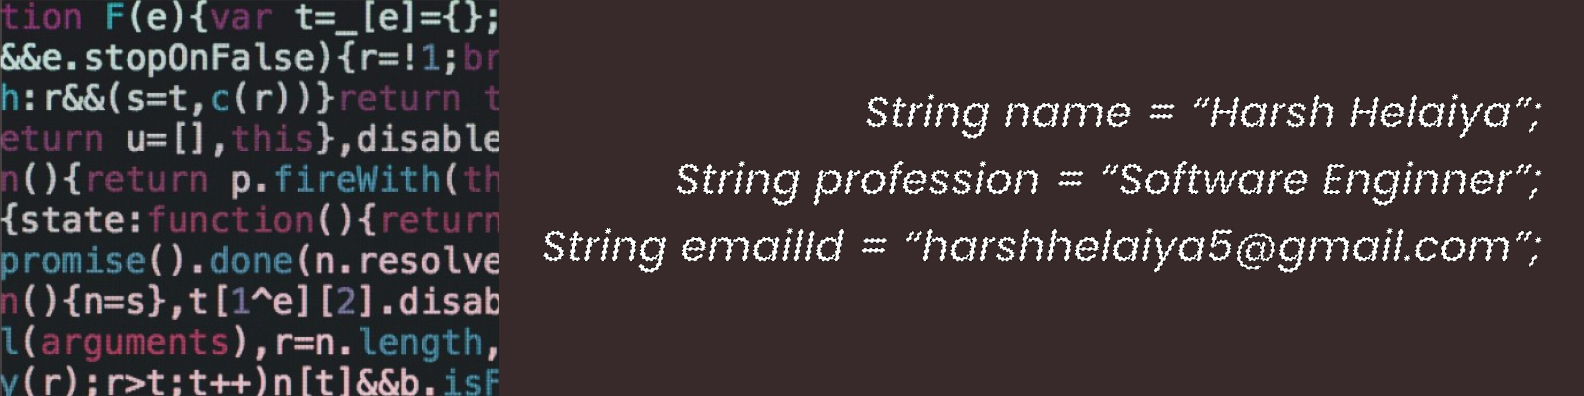 tion F(e){var t=_[e]={};
&&e.stopOnFalse){r=!1;br
h:r&&(s=t,c(r))}return t
eturn u=[],this},disable
n(){return p.fireWith(th
{state:function(){return
promise().done(n.resolve
n(){n=s},t[1^e][2].disab
l(arguments),r=n.length,
y(r);r>t;t++)n[t]&&b.isF
String name = “Harsh Helaiya”;
String profession = “Software Enginner”;
String emailId = “harshhelaiya5@gmail.com”;